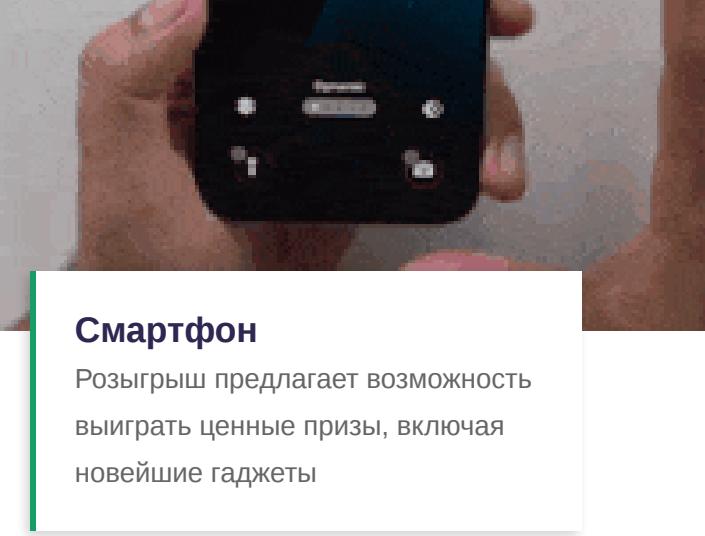 Смартфон
Розыгрыш предлагает возможность
выиграть ценные призы, включая
новейшие гаджеты